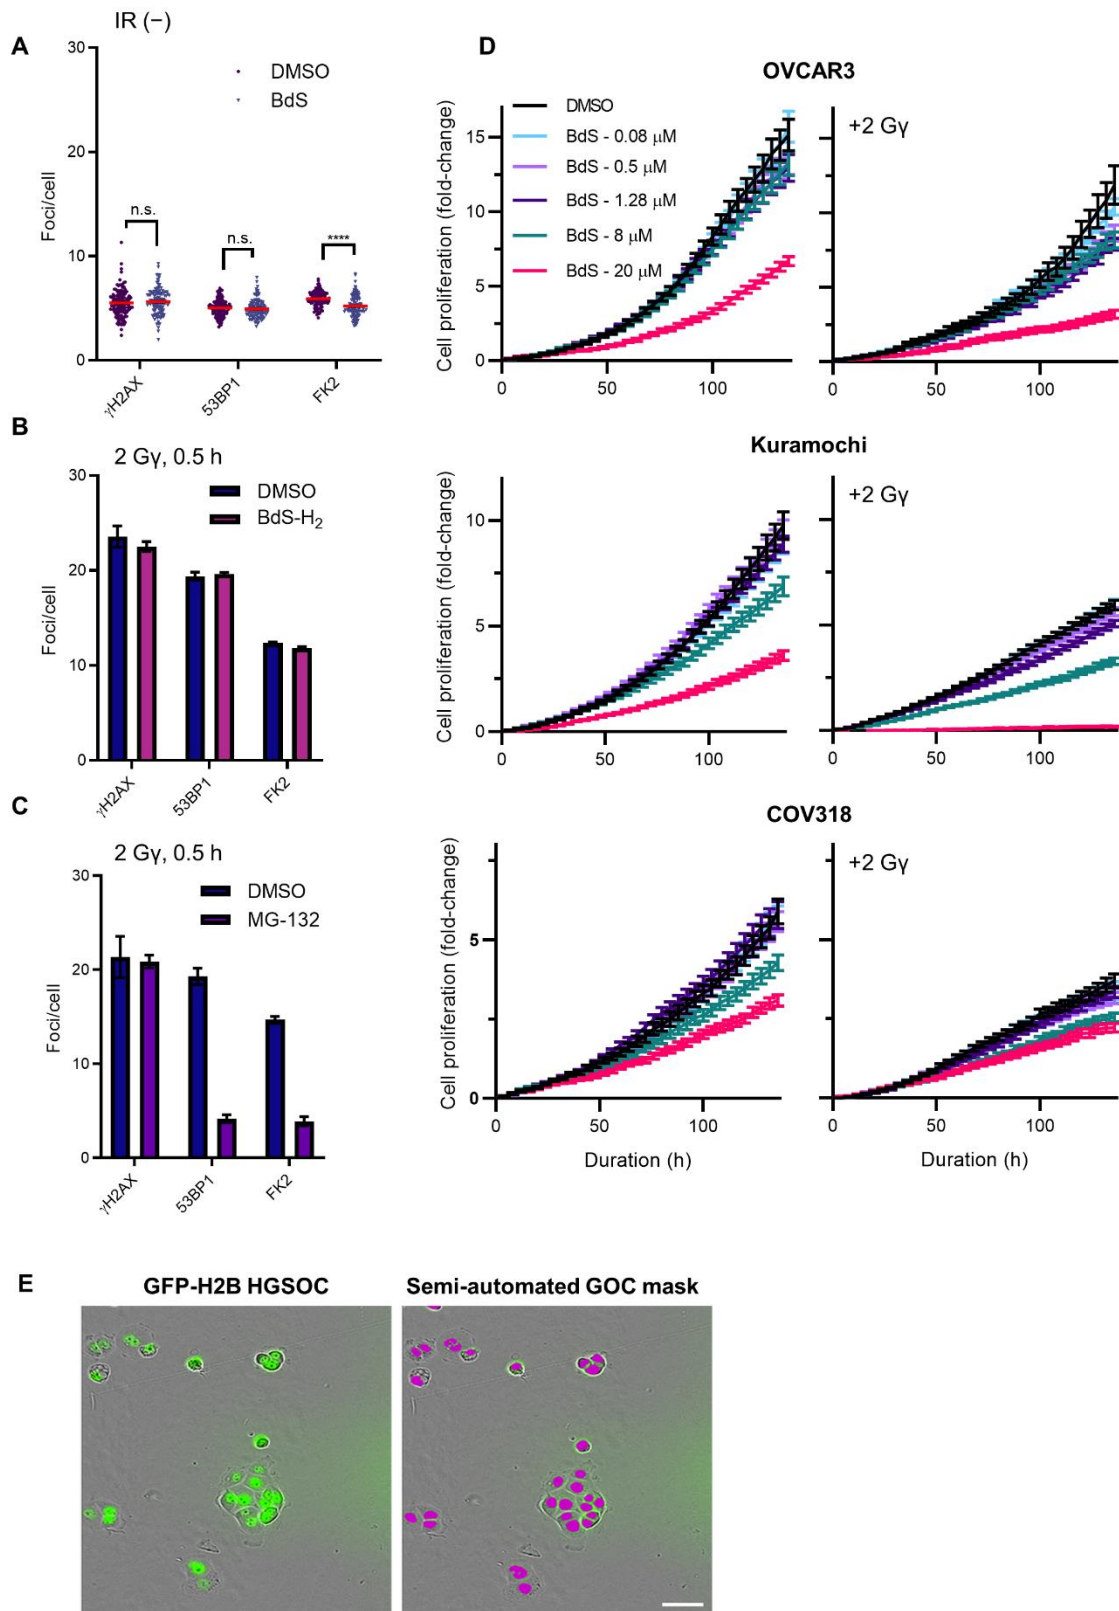 A
IR (−)
30
20
10
0
Foci/cell
DMSO
BdS
n.s.
n.s.
****
γH2AX
53BP1
FK2
B
2 Gγ, 0.5 h
30
20
10
0
Foci/cell
DMSO
BdS-H₂
γH2AX
53BP1
FK2
C
2 Gγ, 0.5 h
30
20
10
0
Foci/cell
DMSO
MG-132
γH2AX
53BP1
FK2
D
OVCAR3
Cell proliferation (fold-change)
15
10
5
0
DMSO
BdS - 0.08 μM
BdS - 0.5 μM
BdS - 1.28 μM
BdS - 8 μM
BdS - 20 μM
0
50
100
+2 Gγ
0
50
100
Kuramochi
Cell proliferation (fold-change)
10
5
0
0
50
100
+2 Gγ
50
100
COV318
Cell proliferation (fold-change)
5
0
50
100
Duration (h)
+2 Gγ
50
100
Duration (h)
E
GFP-H2B HGSOC
Semi-automated GOC mask